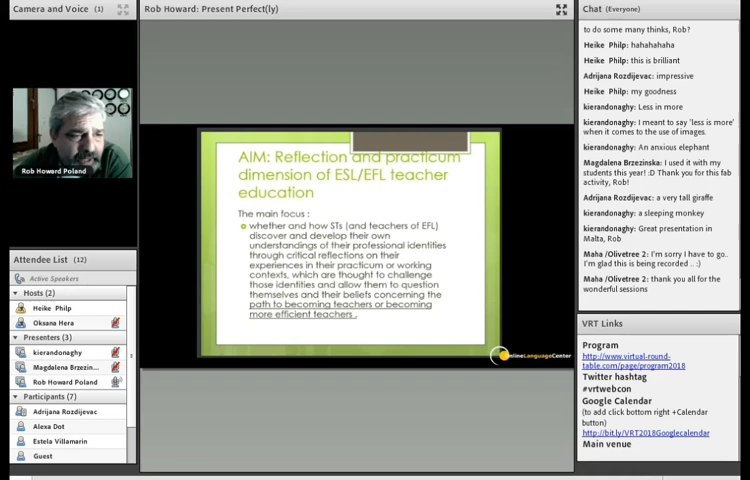 Camera and Voice (1)
Rob Howard Poland
Attendee List (12)
Active Speakers
Hosts (2)
Heike Philp
Oksana Hera
Presenters (3)
kierandonaghy
Magdalena Brzezin...
Rob Howard Poland
Participants (7)
Adrijana Rozdijevac
Alexa Dot
Estela Villamarin
Guest
Rob Howard: Present Perfect(ly)
AIM: Reflection and practicum
dimension of ESL/EFL teacher
education
The main focus :
whether and how STs (and teachers of EFL)
discover and develop their own
understandings of their professional identities
through critical reflections on their
experiences in their practicum or working
contexts, which are thought to challenge
those identities and allow them to question
themselves and their beliefs concerning the
path to becoming teachers or becoming
more efficient teachers .
onlineLanguageCenter
Chat (Everyone)
to do some many thinks, Rob?
Heike Philp: hahahahaha
Heike Philp: this is brilliant
Adrijana Rozdijevac: impressive
Heike Philp: my goodness
kierandonaghy: Less in more
kierandonaghy: I meant to say 'less is more'
when it comes to the use of images.
kierandonaghy: An anxious elephant
Magdalena Brzezinska: I used it with my
students this year! :D Thank you for this fab
activity, Rob!
Adrijana Rozdijevac: a very tall giraffe
kierandonaghy: a sleeping monkey
kierandonaghy: Great presentation in
Malta, Rob
Maha /Olivetree 2: I'm sorry I have to go..
I'm glad this is being recorded .. :)
Maha /Olivetree 2: thank you all for the
wonderful sessions
VRT Links
Program
http://www.virtual-round-
table.com/page/program2018
Twitter hashtag
#vrtwebcon
Google Calendar
(to add click bottom right +Calendar
button)
http://bit.ly/VRT2018Googlecalendar
Main venue